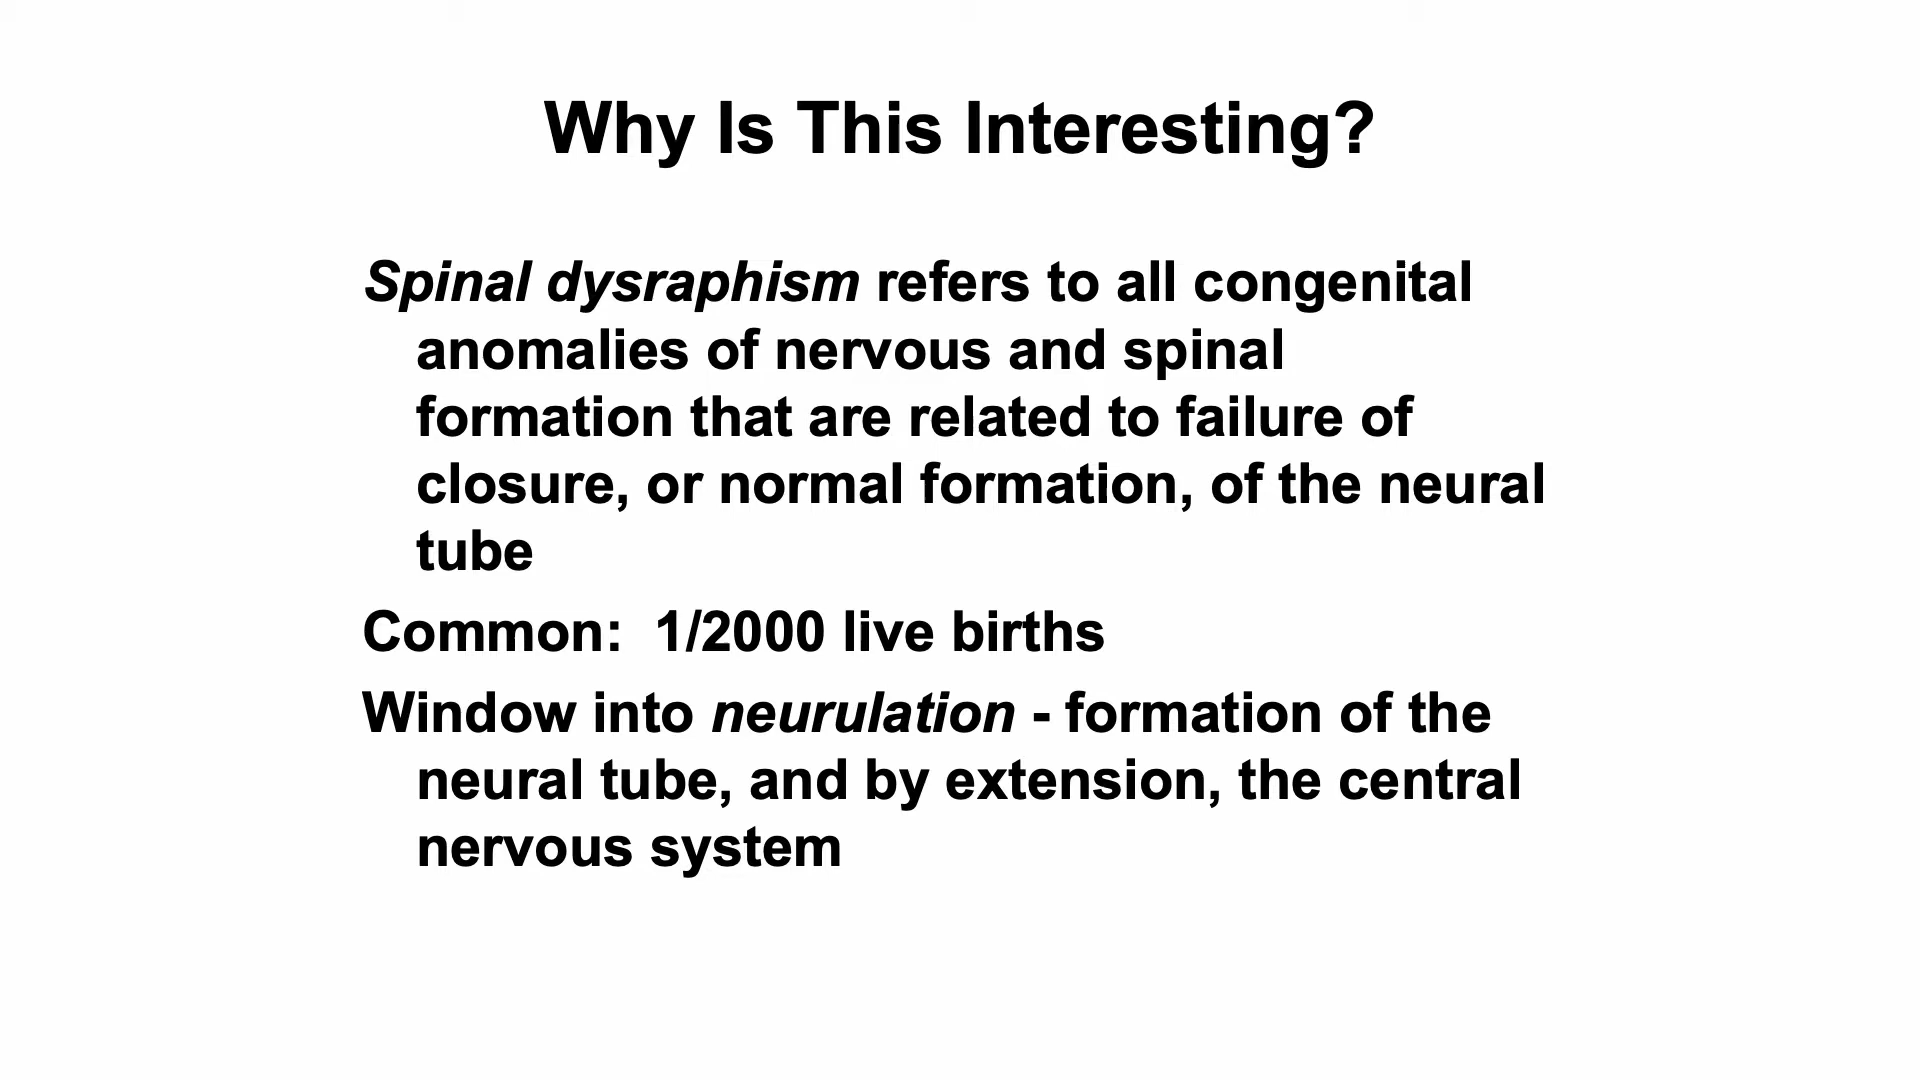 Why Is This Interesting?
Spinal dysraphism refers to all congenital
anomalies of nervous and spinal
formation that are related to failure of
closure, or normal formation, of the neural
tube
Common:  1/2000 live births
Window into neurulation - formation of the
neural tube, and by extension, the central
nervous system